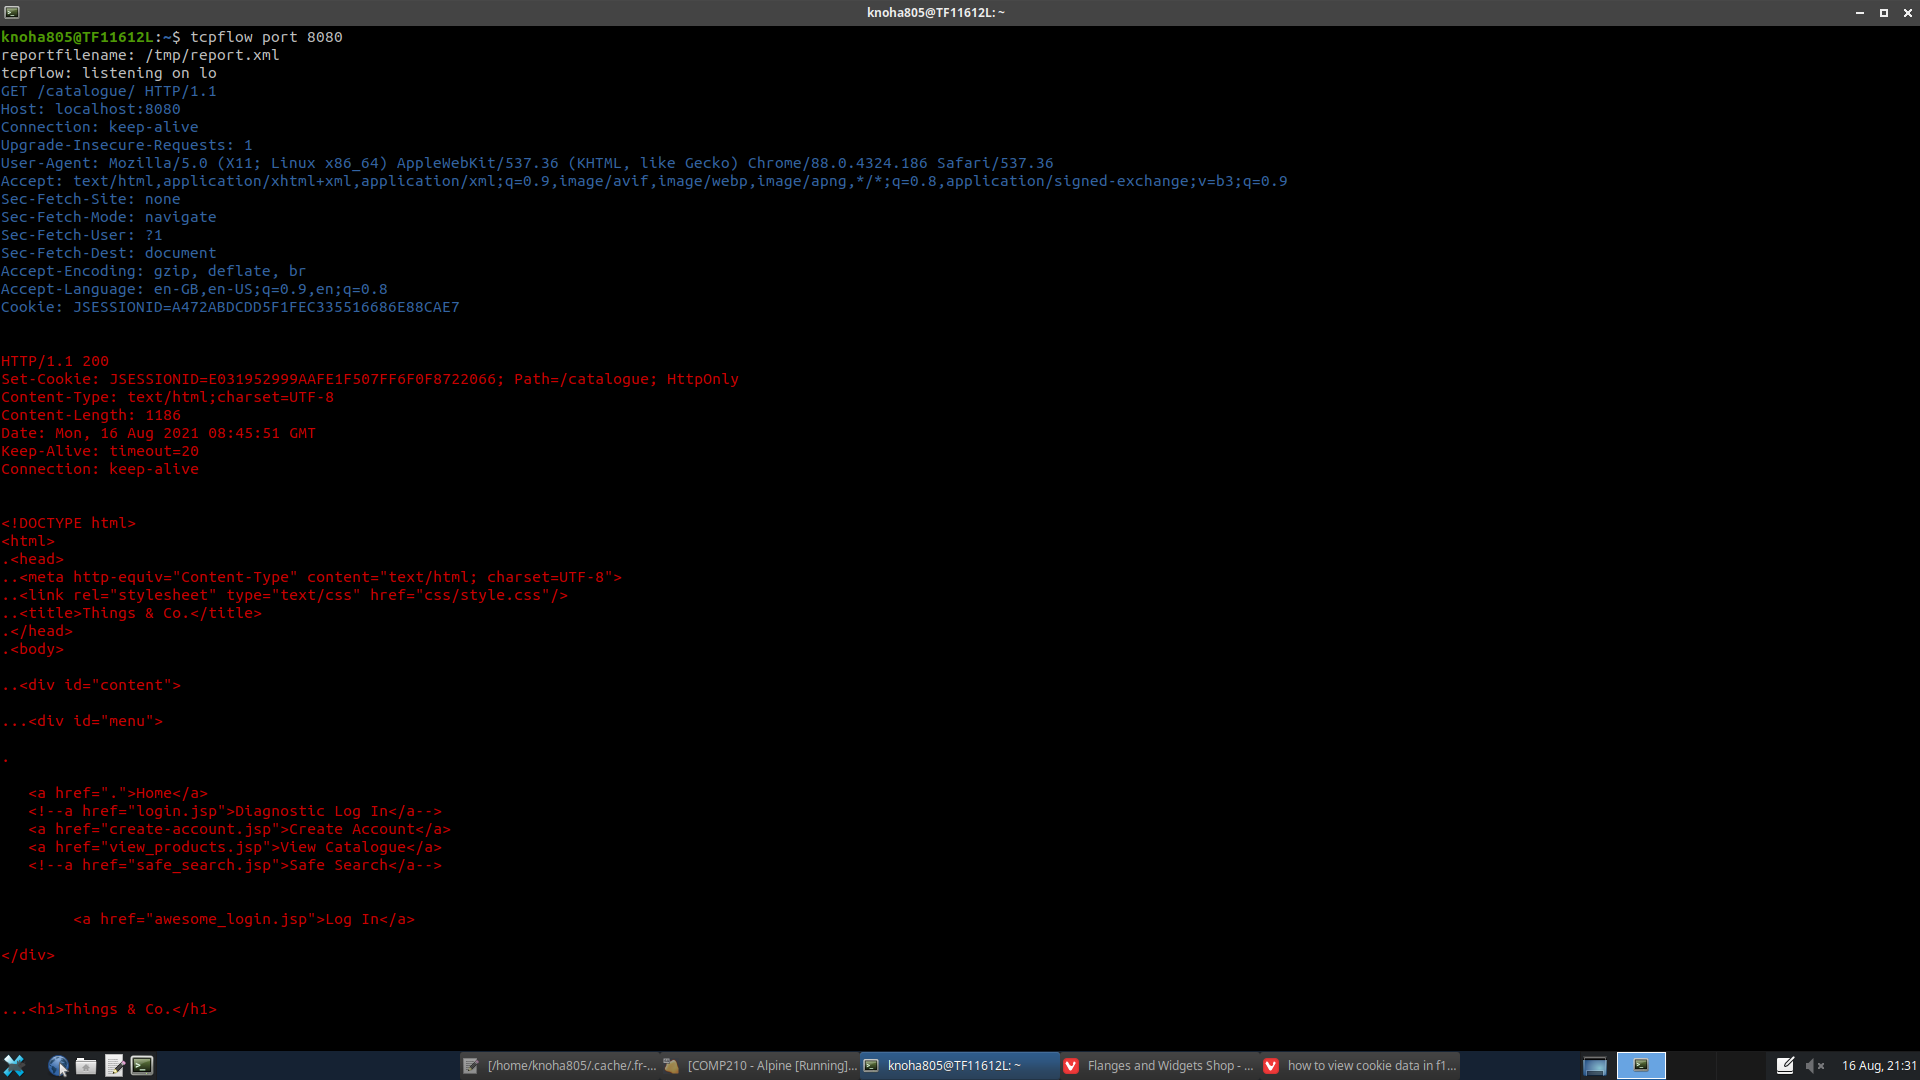 knoha805@TF11612L: ~
knoha805@TF11612L:~$ tcpflow port 8080
reportfilename: /tmp/report.xml
tcpflow: listening on lo
GET /catalogue/ HTTP/1.1
Host: localhost:8080
Connection: keep-alive
Upgrade-Insecure-Requests: 1
User-Agent: Mozilla/5.0 (X11; Linux x86_64) AppleWebKit/537.36 (KHTML, like Gecko) Chrome/88.0.4324.186 Safari/537.36
Accept: text/html,application/xhtml+xml,application/xml;q=0.9,image/avif,image/webp,image/apng,*/*;q=0.8,application/signed-exchange;v=b3;q=0.9
Sec-Fetch-Site: none
Sec-Fetch-Mode: navigate
Sec-Fetch-User: ?1
Sec-Fetch-Dest: document
Accept-Encoding: gzip, deflate, br
Accept-Language: en-GB,en-US;q=0.9,en;q=0.8
Cookie: JSESSIONID=A472ABDCDD5F1FEC335516686E88CAE7
HTTP/1.1 200
Set-Cookie: JSESSIONID=E031952999AAFE1F507FF6F0F8722066; Path=/catalogue; HttpOnly
Content-Type: text/html;charset=UTF-8
Content-Length: 1186
Date: Mon, 16 Aug 2021 08:45:51 GMT
Keep-Alive: timeout=20
Connection: keep-alive
<!DOCTYPE html>
<html>
.<head>
..<meta http-equiv="Content-Type" content="text/html; charset=UTF-8">
..<link rel="stylesheet" type="text/css" href="css/style.css"/>
..<title>Things & Co.</title>
.</head>
.<body>
..<div id="content">
...<div id="menu">
.
<a href=".">Home</a>
<!--a href="login.jsp">Diagnostic Log In</a-->
<a href="create-account.jsp">Create Account</a>
<a href="view_products.jsp">View Catalogue</a>
<!--a href="safe_search.jsp">Safe Search</a-->
<a href="awesome_login.jsp">Log In</a>
</div>
...<h1>Things & Co.</h1>
[/home/knoha805/.cache/.fr-... [COMP210 - Alpine [Running]... knoha805@TF11612L: ~ Flanges and Widgets Shop - ... how to view cookie data in f1... 16 Aug, 21:31